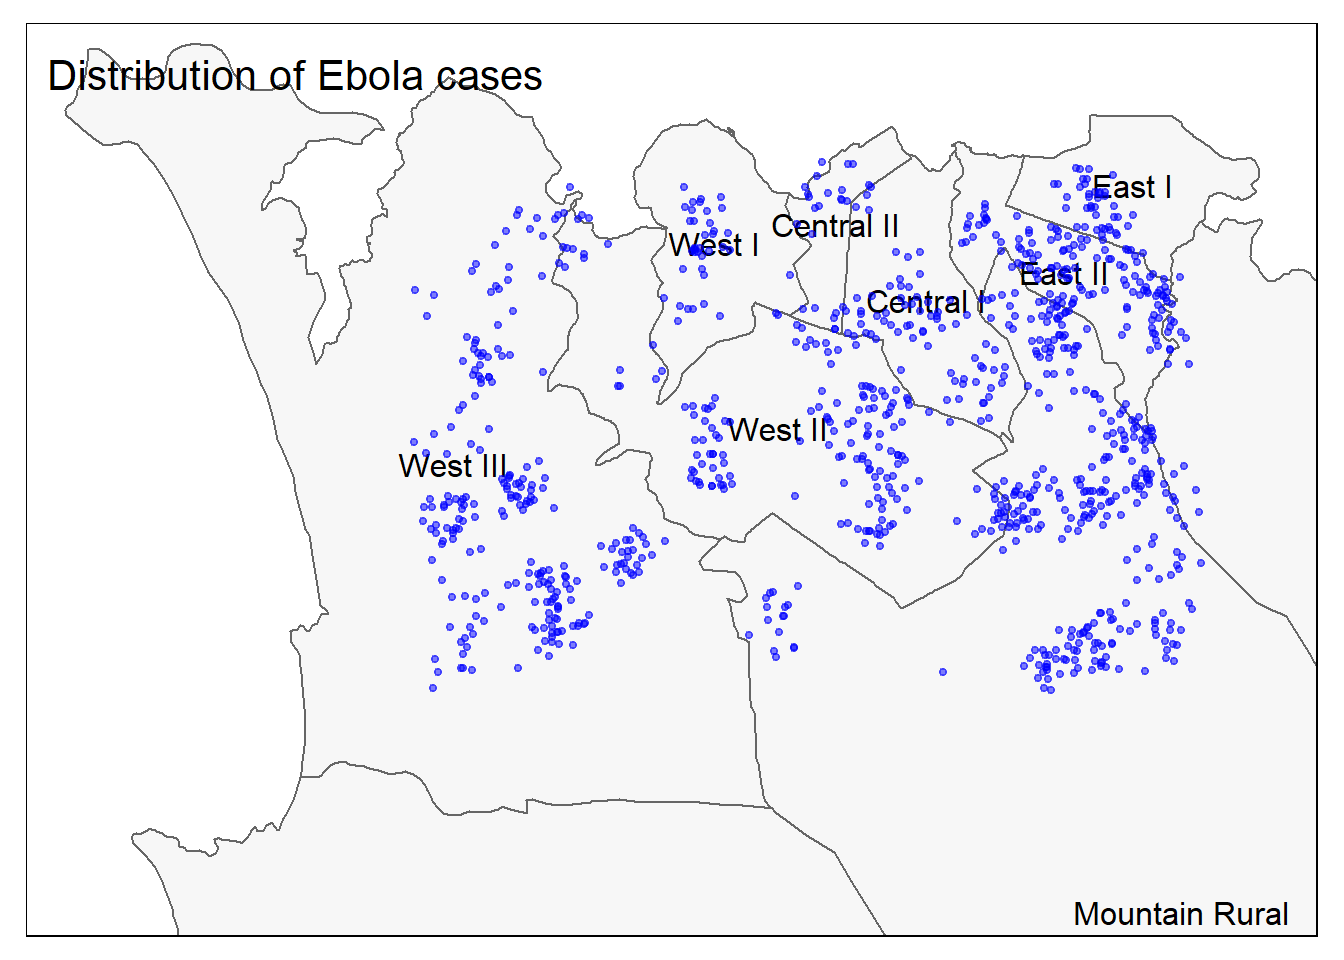 Distribution of Ebola cases
East I
Central II
West I
East II
Central I
West II
West III
Mountain Rural